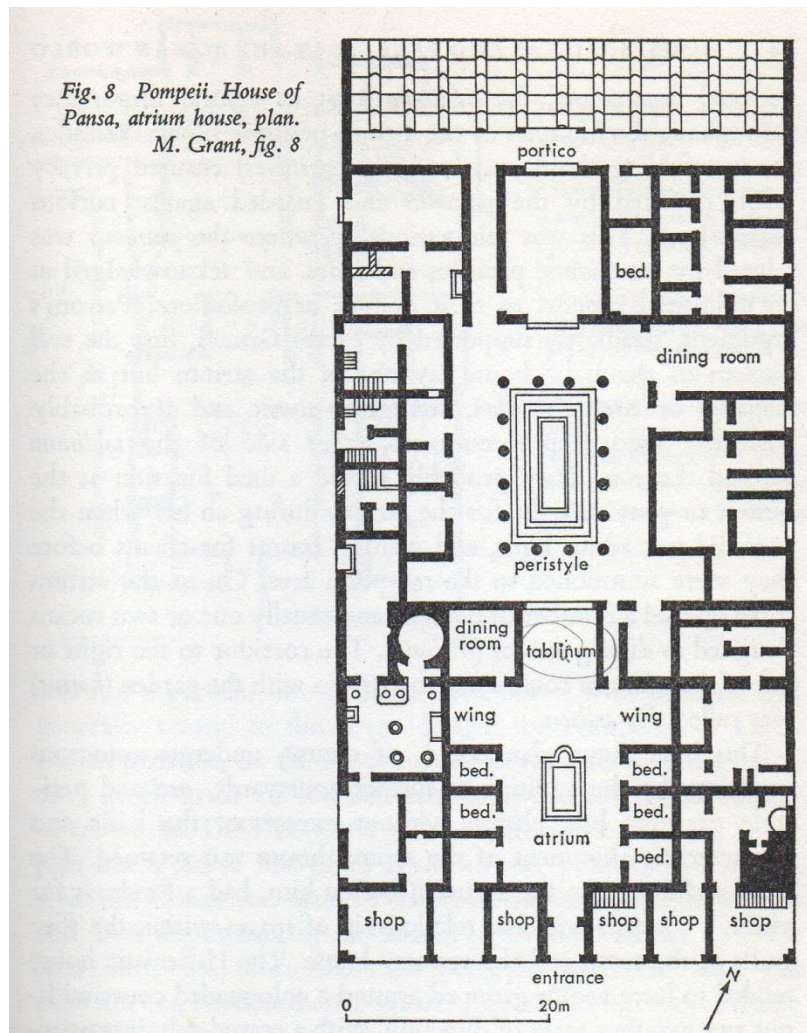 Fig. 8 Pompeii. House of
Pansa, atrium house, plan.
M. Grant, fig. 8
portico
bed.
dining room
peristyle
dining
room
tablinum
wing
wing
bed.
bed.
bed.
bed.
atrium
bed.
shop
shop
shop
shop
shop
entrance
0
20m
N